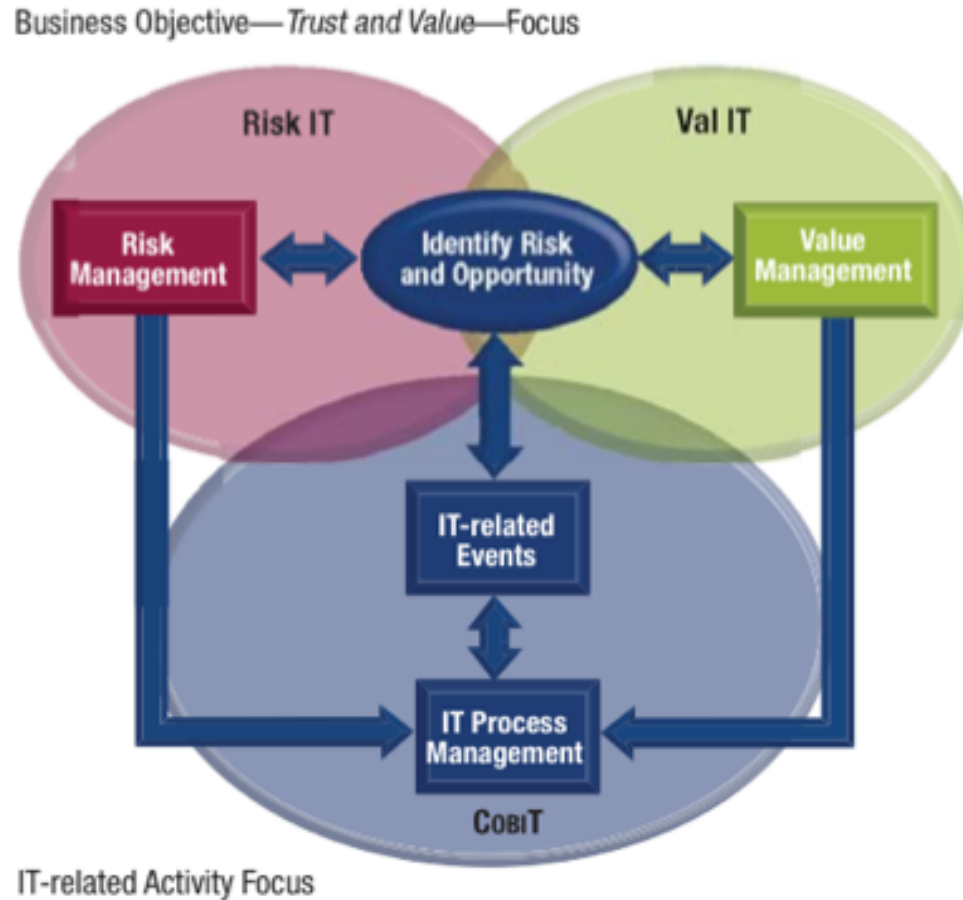 Business Objective—Trust and Value—Focus
Risk IT
Val IT
Risk
Management
Identify Risk
and Opportunity
Value
Management
IT-related
Events
IT Process
Management
COBIT
IT-related Activity Focus